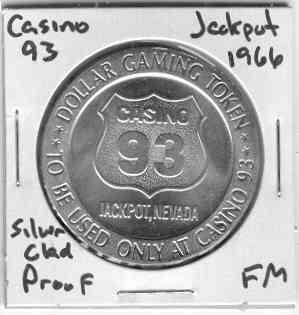 Casino
93
Jackpot
1966
DOLLAR GAMING TOKEN
CASINO
93
JACKPOT, NEVADA
TO BE USED ONLY AT CASINO 93
Silver
Clad
Proof
FM